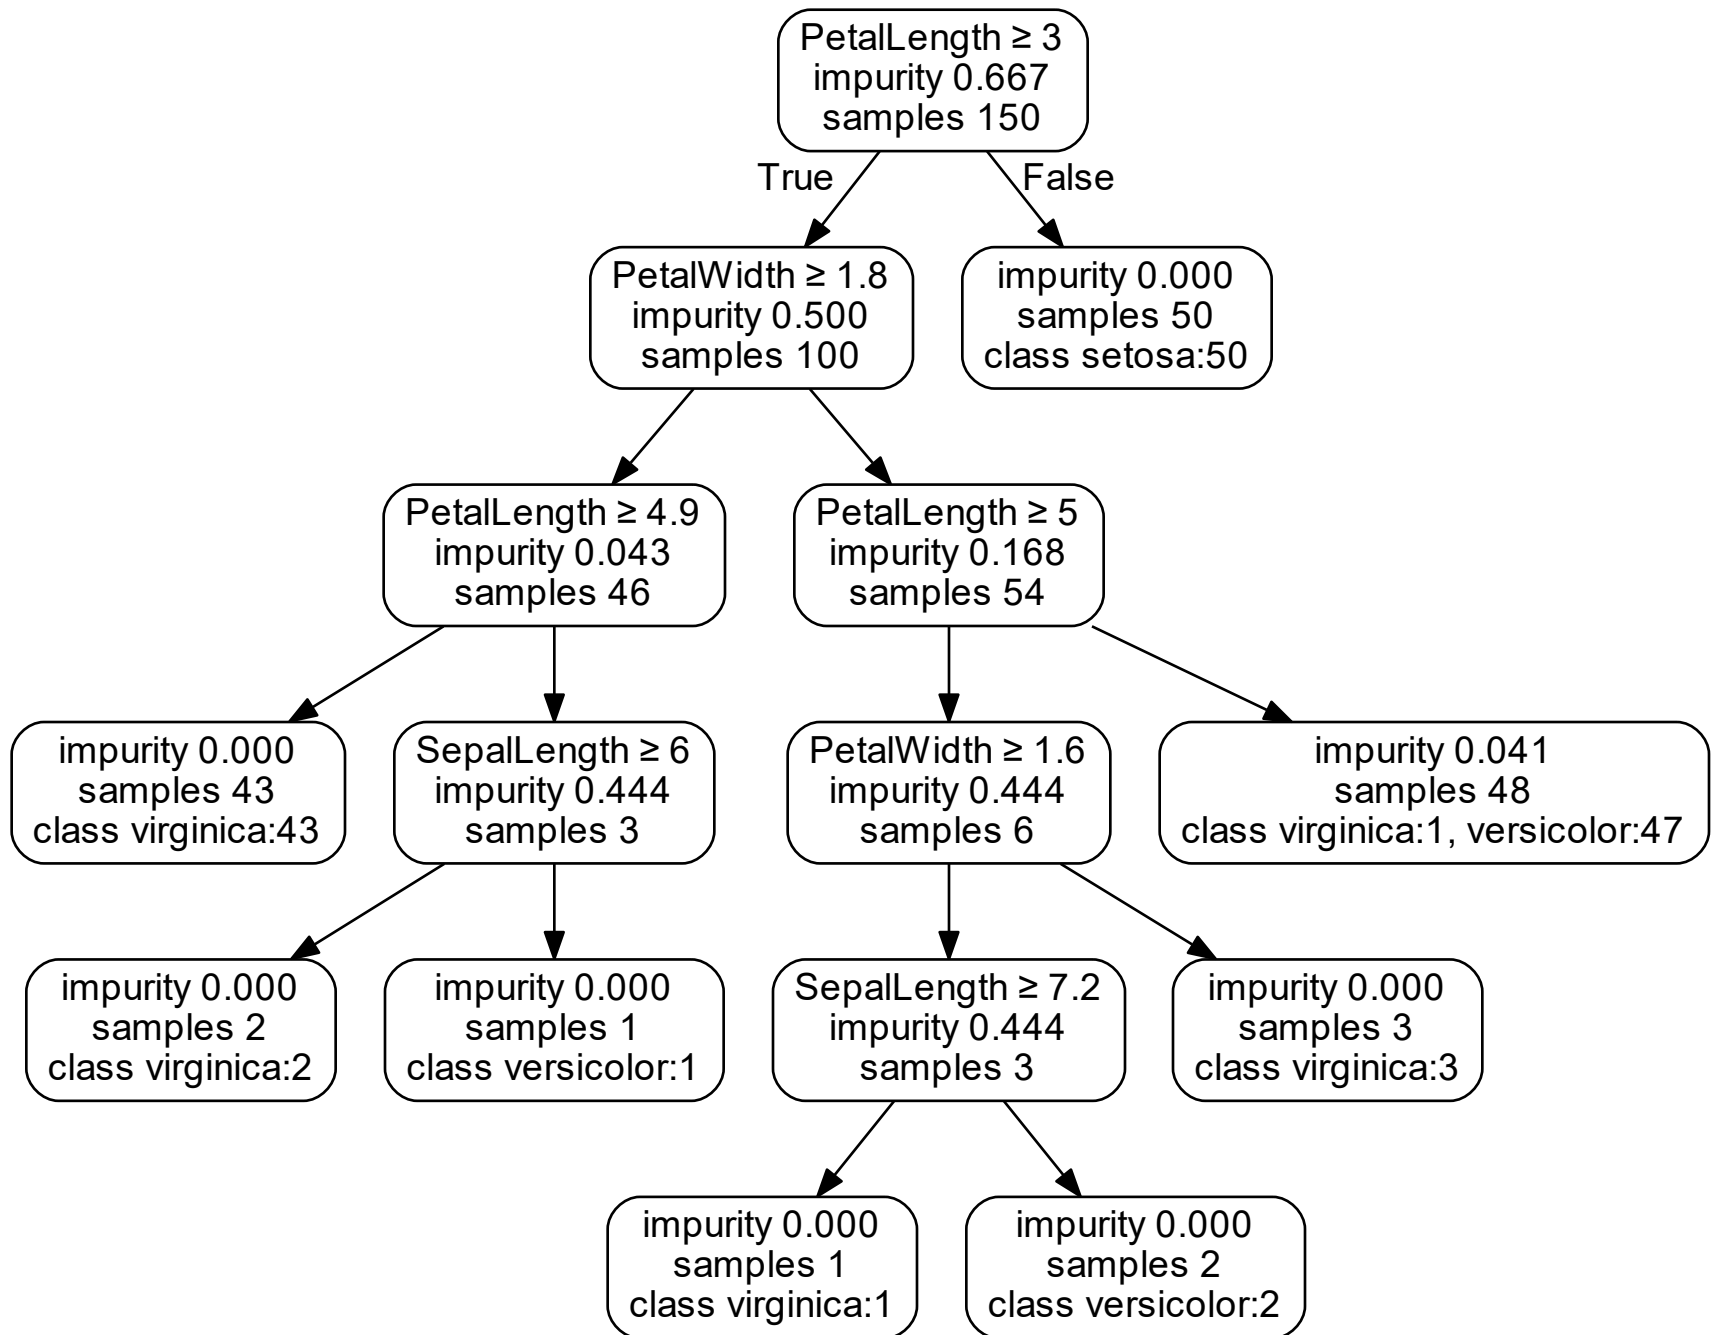 PetalLength ≥ 3
impurity 0.667
samples 150
True
False
PetalWidth ≥ 1.8
impurity 0.500
samples 100
impurity 0.000
samples 50
class setosa:50
PetalLength ≥ 4.9
impurity 0.043
samples 46
PetalLength ≥ 5
impurity 0.168
samples 54
impurity 0.000
samples 43
class virginica:43
SepalLength ≥ 6
impurity 0.444
samples 3
PetalWidth ≥ 1.6
impurity 0.444
samples 6
impurity 0.041
samples 48
class virginica:1, versicolor:47
impurity 0.000
samples 2
class virginica:2
impurity 0.000
samples 1
class versicolor:1
SepalLength ≥ 7.2
impurity 0.444
samples 3
impurity 0.000
samples 3
class virginica:3
impurity 0.000
samples 1
class virginica:1
impurity 0.000
samples 2
class versicolor:2